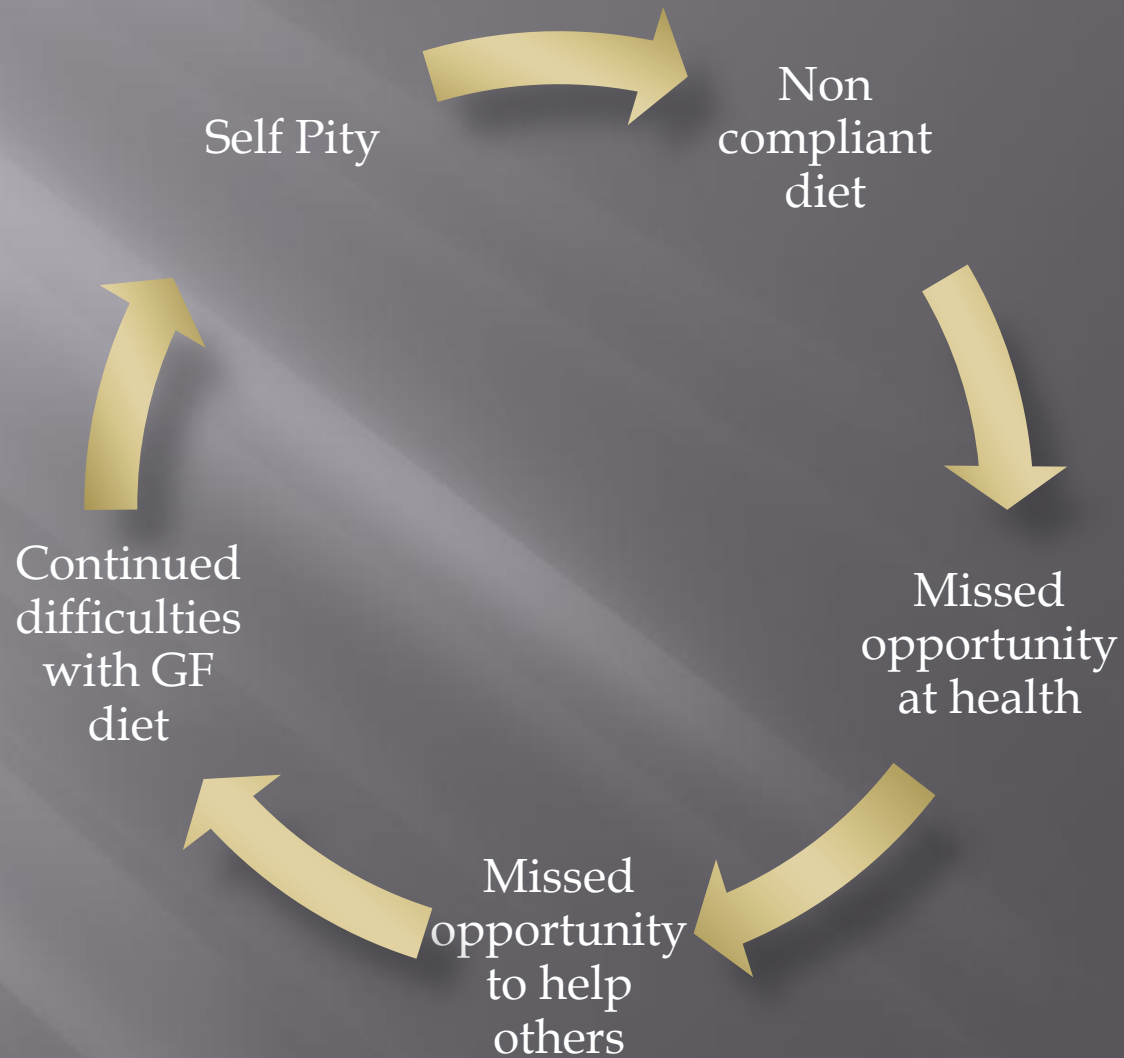 Self Pity
Non
compliant
diet
Missed
opportunity
at health
Missed
opportunity
to help
others
Continued
difficulties
with GF
diet